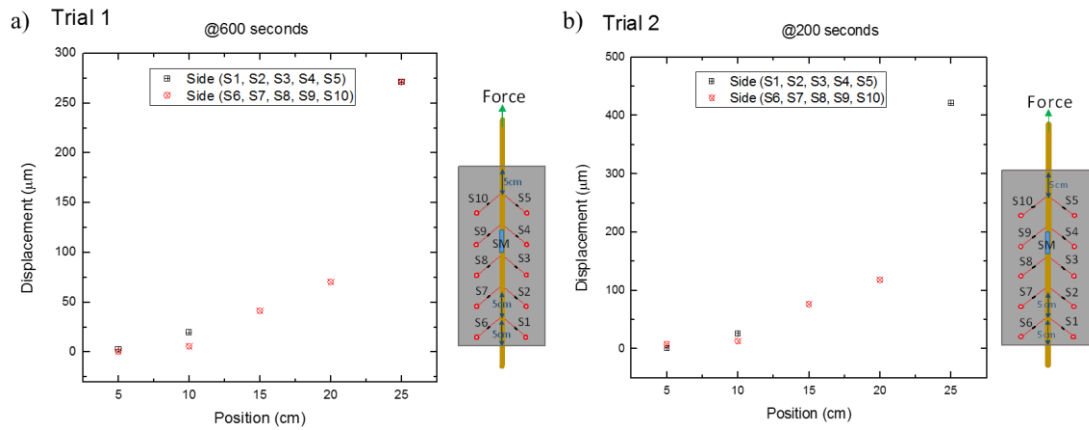 a) Trial 1
@600 seconds
Side (S1, S2, S3, S4, S5)
Side (S6, S7, S8, S9, S10)
300
250
200
150
100
50
0
Displacement (μm)
5 10 15 20 25
Position (cm)
Force
5cm
S10 S5
S9 S4
SM
S8 S3
S7 S2
5cm
S6 S1
5cm
b) Trial 2
@200 seconds
Side (S1, S2, S3, S4, S5)
Side (S6, S7, S8, S9, S10)
500
400
300
200
100
0
Displacement (μm)
5 10 15 20 25
Position (cm)
Force
5cm
S10 S5
S9 S4
SM
S8 S3
S7 S2
5cm
S6 S1
5cm